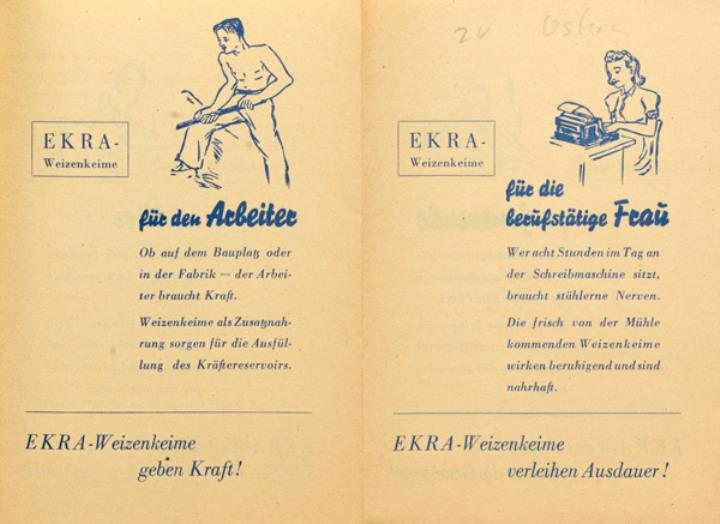 EKRA-
Weizenkeime
für den Arbeiter
Ob auf dem Bauplatz oder
in der Fabrik — der Arbei-
ter braucht Kraft.
Weizenkeime als Zusatznah-
rung sorgen für die Ausfül-
lung des Kräftereservoirs.
EKRA-Weizenkeime
geben Kraft!
zu
EKRA-
Weizenkeime
für die
berufstätige Frau
Wer acht Stunden im Tag an
der Schreibmaschine sitzt,
braucht stählerne Nerven.
Die frisch von der Mühle
kommenden Weizenkeime
wirken beruhigend und sind
nahrhaft.
EKRA-Weizenkeime
verleihen Ausdauer!